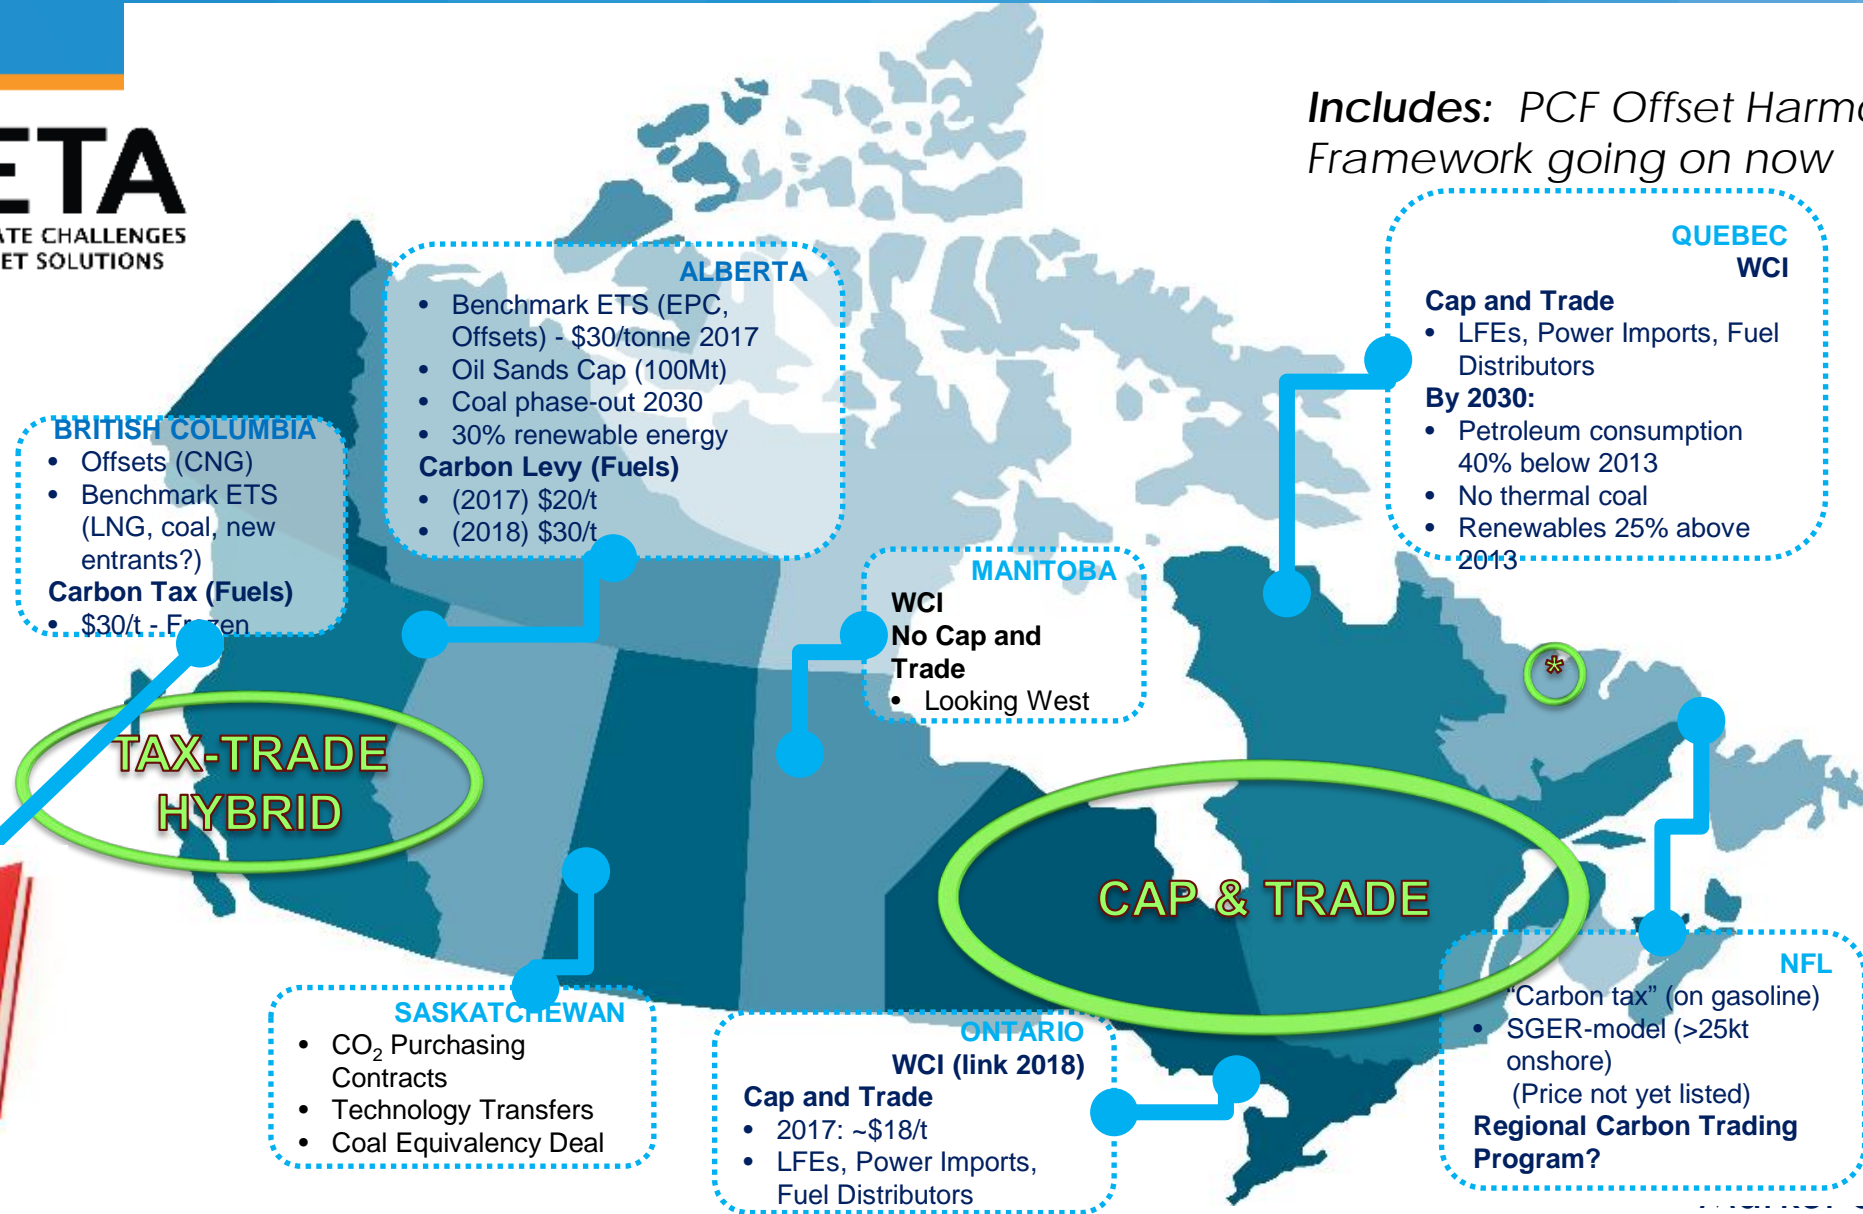 ETA
ATE CHALLENGES
ET SOLUTIONS
Includes: PCF Offset
Framework going on now
ALBERTA
• Benchmark ETS (EPC,
Offsets) - $30/tonne 2017
• Oil Sands Cap (100Mt)
• Coal phase-out 2030
• 30% renewable energy
Carbon Levy (Fuels)
• (2017) $20/t
• (2018) $30/t
QUEBEC
WCI
Cap and Trade
• LFEs, Power Imports, Fuel
Distributors
By 2030:
• Petroleum consumption
40% below 2013
• No thermal coal
• Renewables 25% above
2013
BRITISH COLUMBIA
• Offsets (CNG)
• Benchmark ETS
(LNG, coal, new
entrants?)
Carbon Tax (Fuels)
• $30/t - Frozen
MANITOBA
WCI
No Cap and
Trade
• Looking West
*
TAX-TRADE
HYBRID
CAP & TRADE
SASKATCHEWAN
• CO₂ Purchasing
Contracts
• Technology Transfers
• Coal Equivalency Deal
ONTARIO
WCI (link 2018)
Cap and Trade
• 2017: ~$18/t
• LFEs, Power Imports,
Fuel Distributors
NFL
"Carbon tax" (on gasoline)
• SGER-model (>25kt
onshore)
(Price not yet listed)
Regional Carbon Trading
Program?